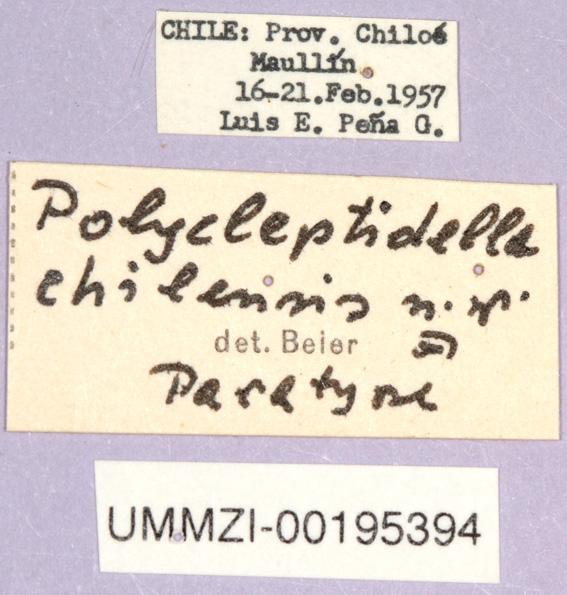 CHILE: Prov. Chiloé
Maullín
16-21.Feb.1957
Luis E. Peña G.
Polycleptidella
chilensis n. sp.
det. Beier
Paratype
UMMZI-00195394